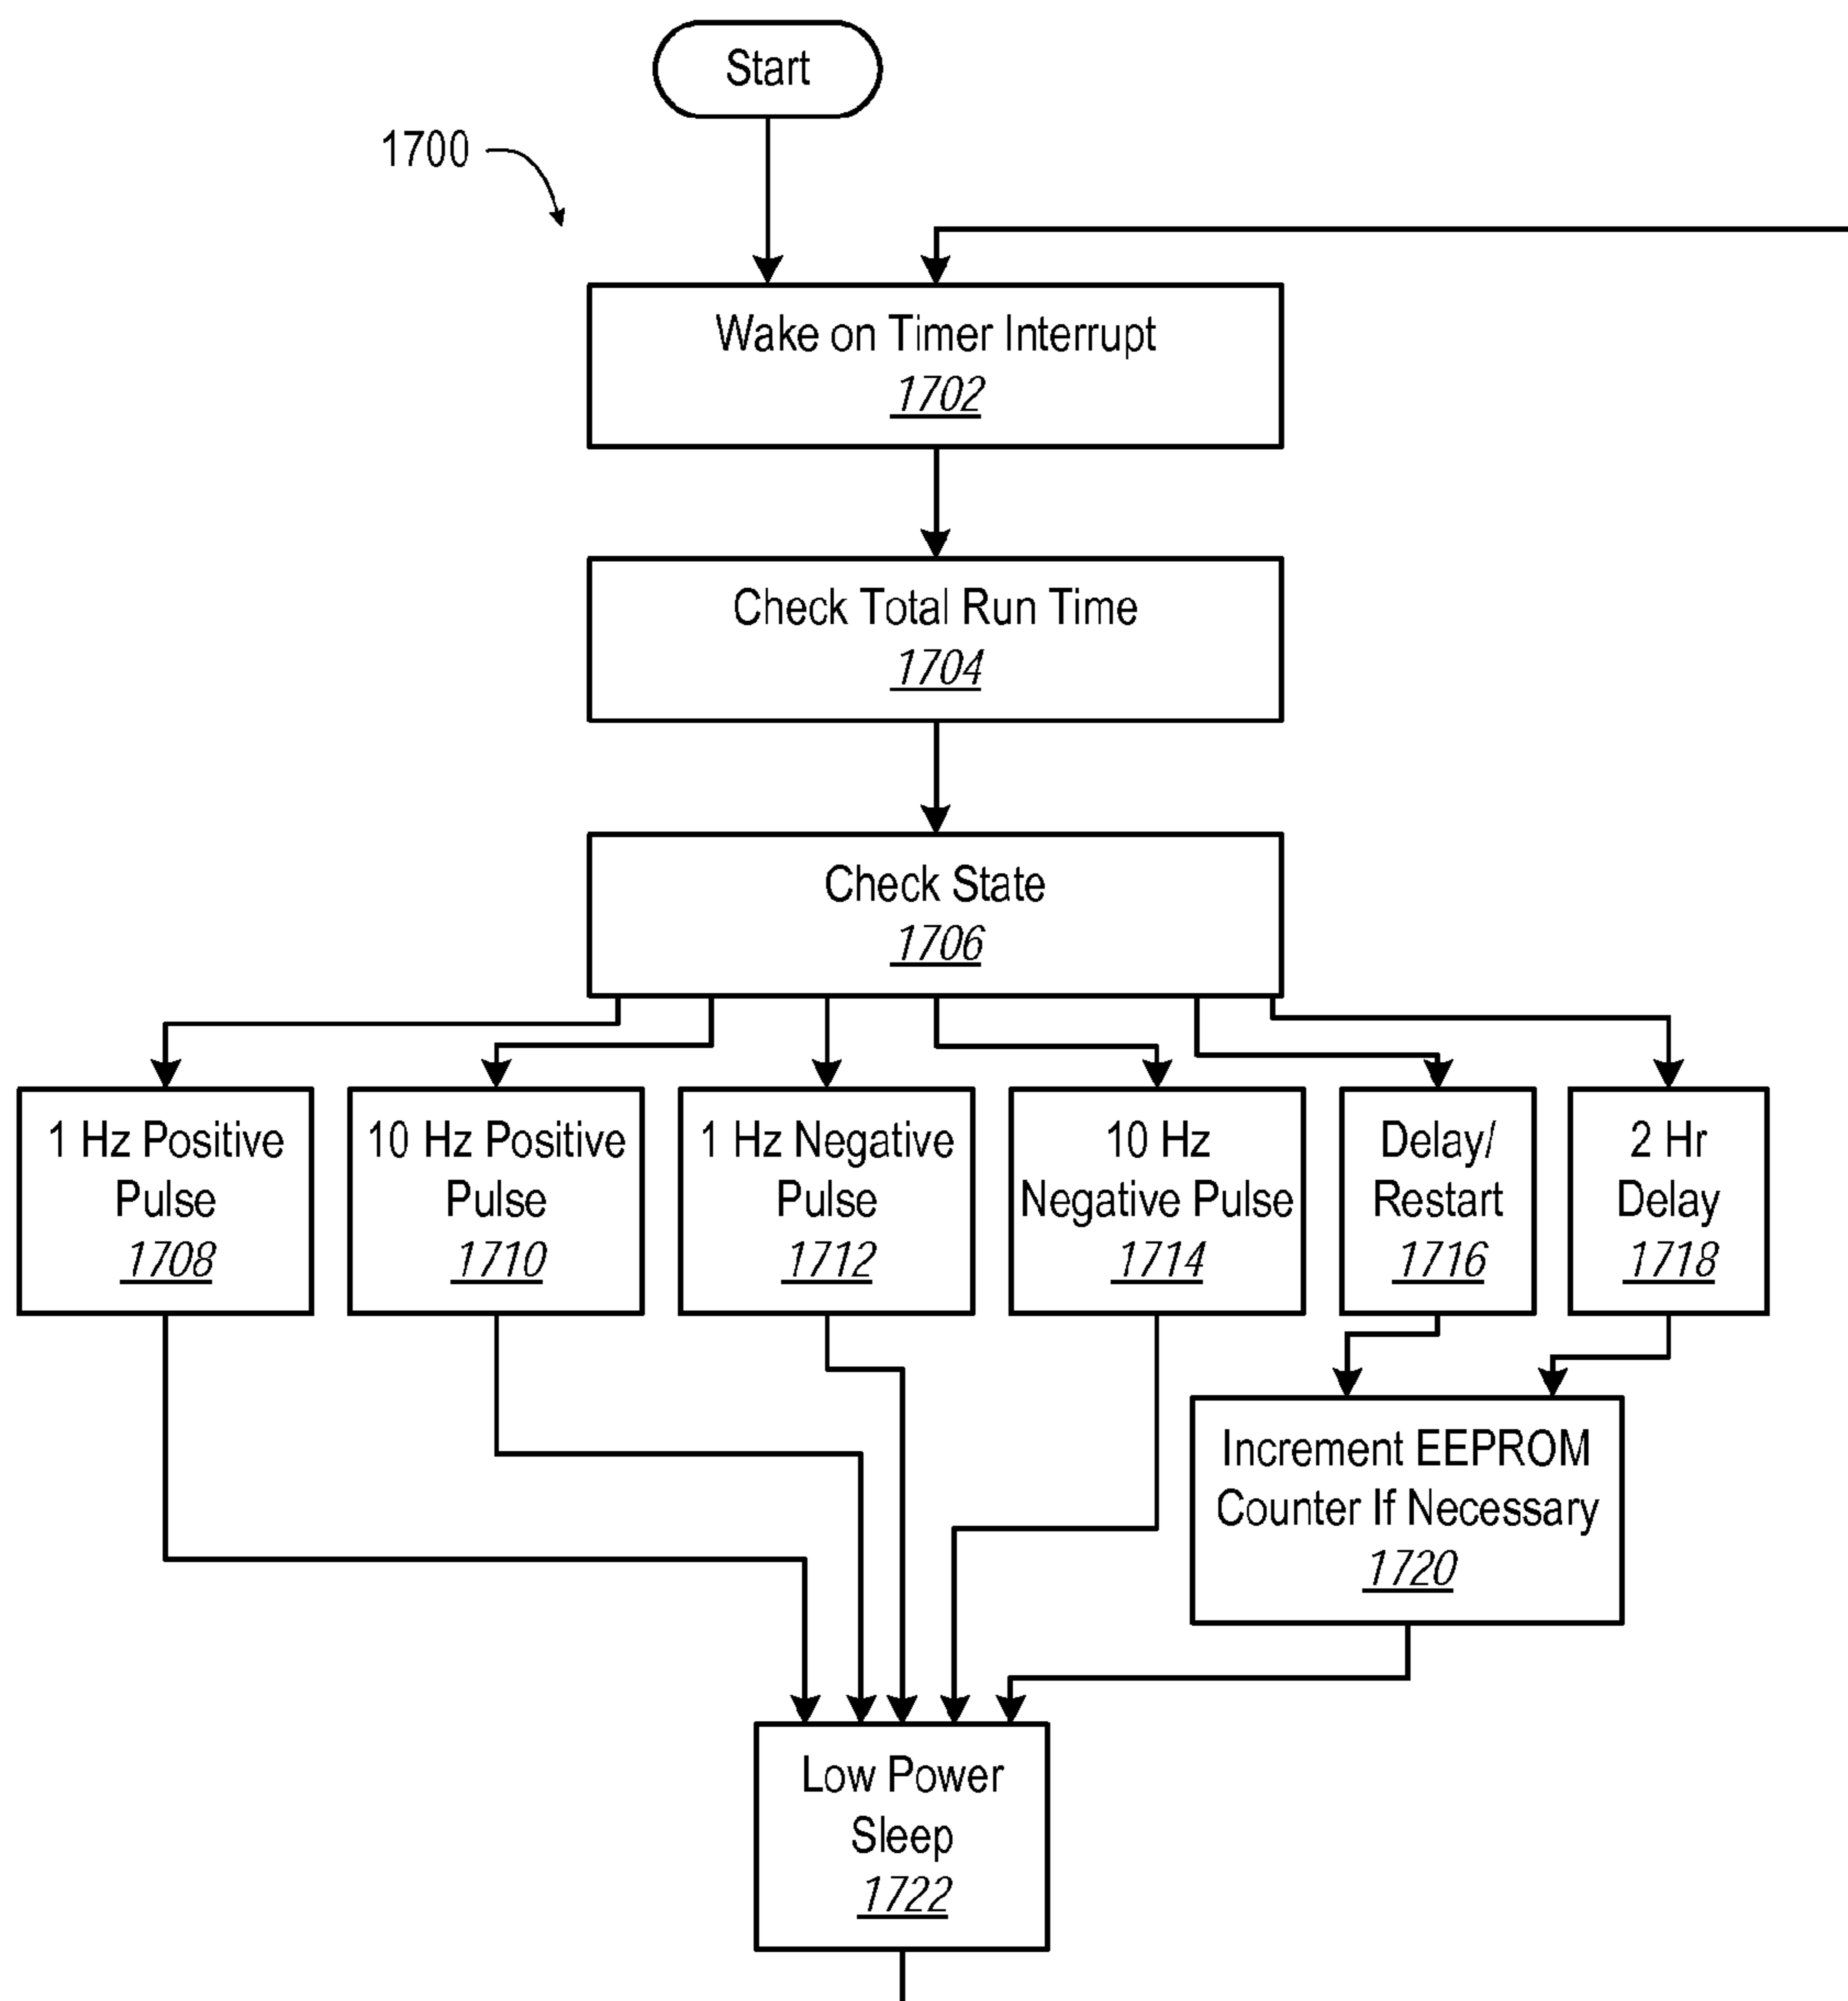 Start
1700
Wake on Timer Interrupt
1702
Check Total Run Time
1704
Check State
1706
1 Hz Positive
Pulse
1708
10 Hz Positive
Pulse
1710
1 Hz Negative
Pulse
1712
10 Hz
Negative Pulse
1714
Delay/
Restart
1716
2 Hr
Delay
1718
Increment EEPROM
Counter If Necessary
1720
Low Power
Sleep
1722